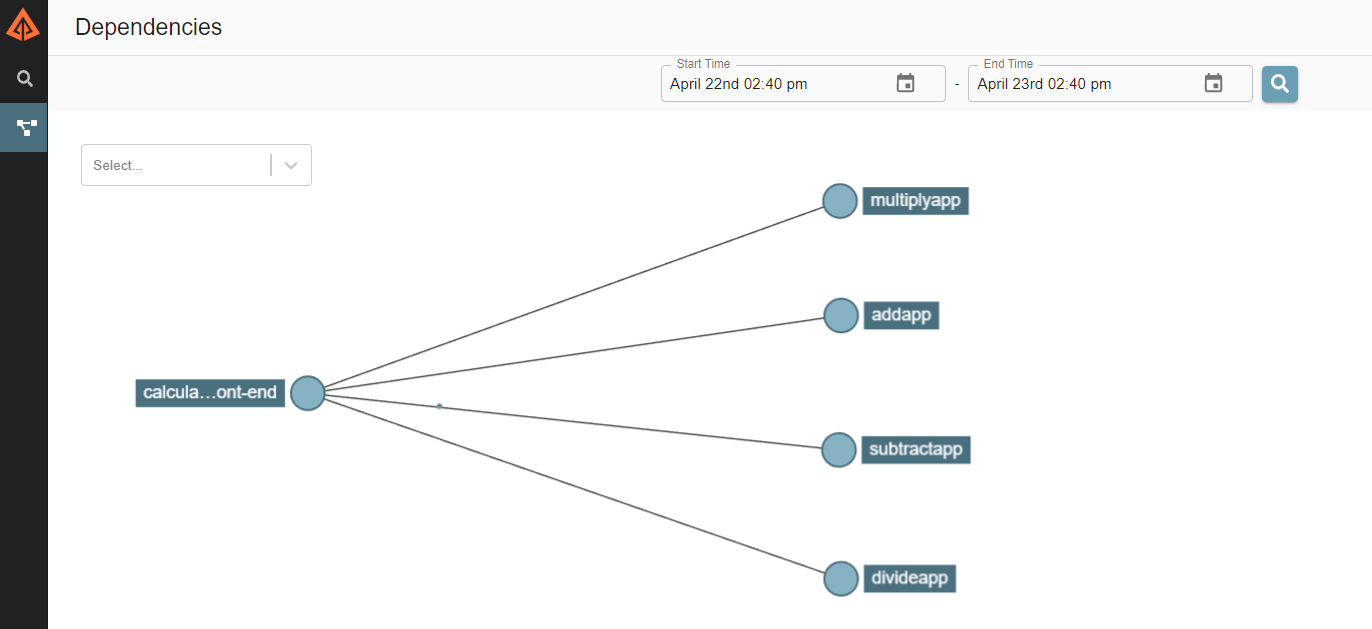 Dependencies
Start Time
April 22nd 02:40 pm
-
End Time
April 23rd 02:40 pm
Select...
multiplyapp
addapp
calcula...ont-end
subtractapp
divideapp